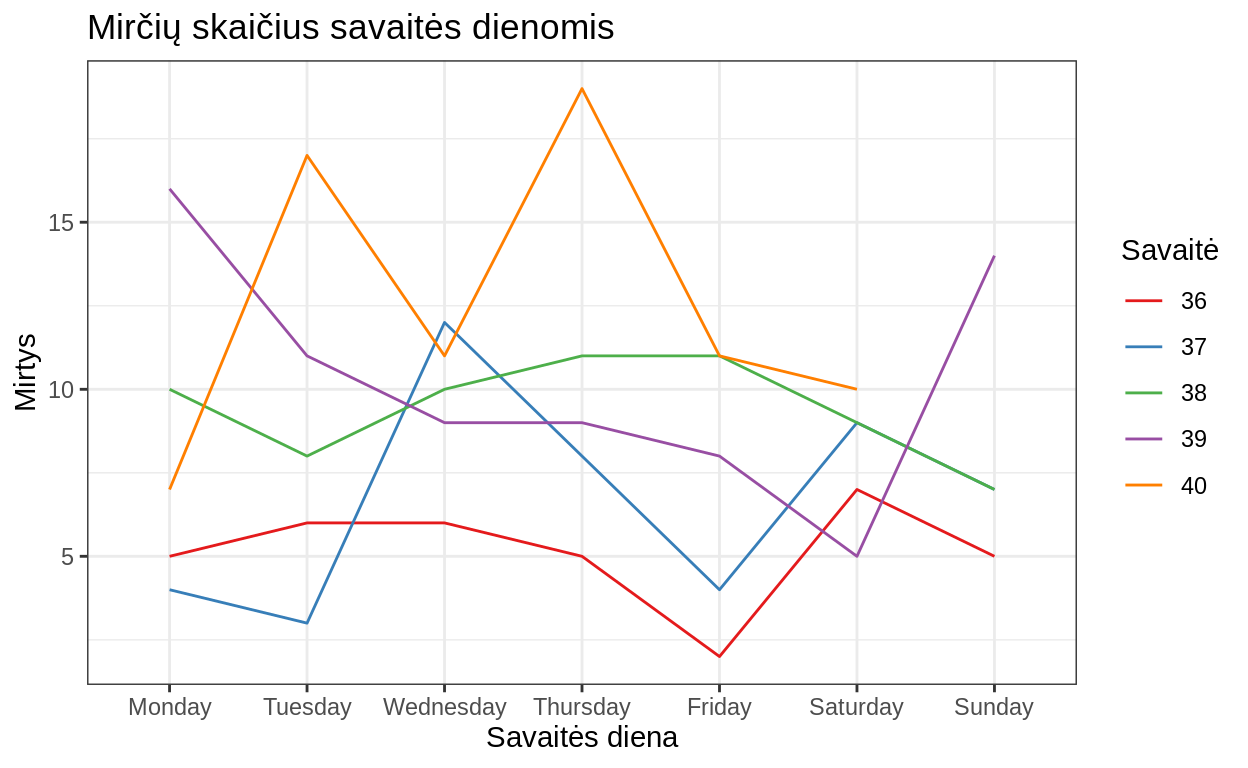 Mirčių skaičius savaitės dienomis
Mirtys
15
10
5
Monday Tuesday Wednesday Thursday Friday Saturday Sunday
Savaitės diena
Savaitė
36
37
38
39
40